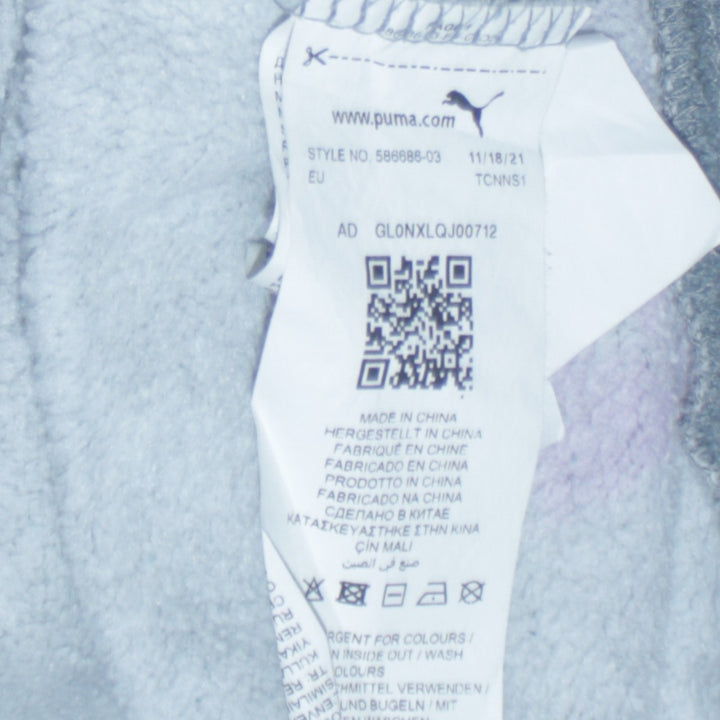 www.puma.com
STYLE NO. 586686-03 11/18/21
EU TCNNS1
AD GL0NXLQJ00712
MADE IN CHINA
HERGESTELLT IN CHINA
FABRIQUÉ EN CHINE
FABRICADO EN CHINA
PRODOTTO IN CHINA
FABRICADO NA CHINA
СДЕЛАНО В КИТАЕ
ΚΑΤΑΣΚΕΥΑΣΤΗΚΕ ΣΤΗΝ ΚΙΝΑ
ÇİN MALI
صنع في الصين
RGENT FOR COLOURS /
N INSIDE OUT / WASH
OLOURS
CHMITTEL VERWENDEN /
UND BUGELN / MIT